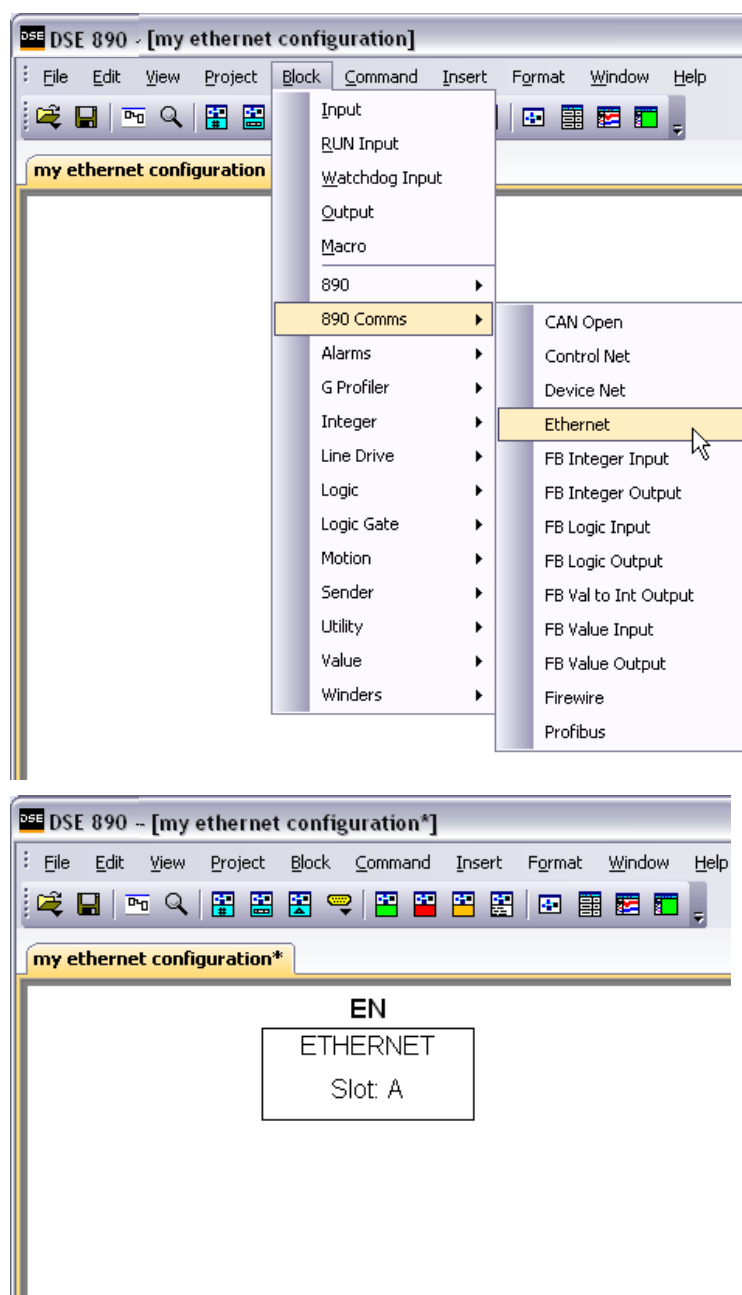 DSE DSE 890 - [my ethernet configuration]
File Edit View Project Block Command Insert Format Window Help
my ethernet configuration
Input
RUN Input
Watchdog Input
Output
Macro
890
890 Comms
Alarms
G Profiler
Integer
Line Drive
Logic
Logic Gate
Motion
Sender
Utility
Value
Winders
CAN Open
Control Net
Device Net
Ethernet
FB Integer Input
FB Integer Output
FB Logic Input
FB Logic Output
FB Val to Int Output
FB Value Input
FB Value Output
Firewire
Profibus
DSE DSE 890 -- [my ethernet configuration*]
File Edit View Project Block Command Insert Format Window Help
my ethernet configuration*
EN
ETHERNET
Slot: A